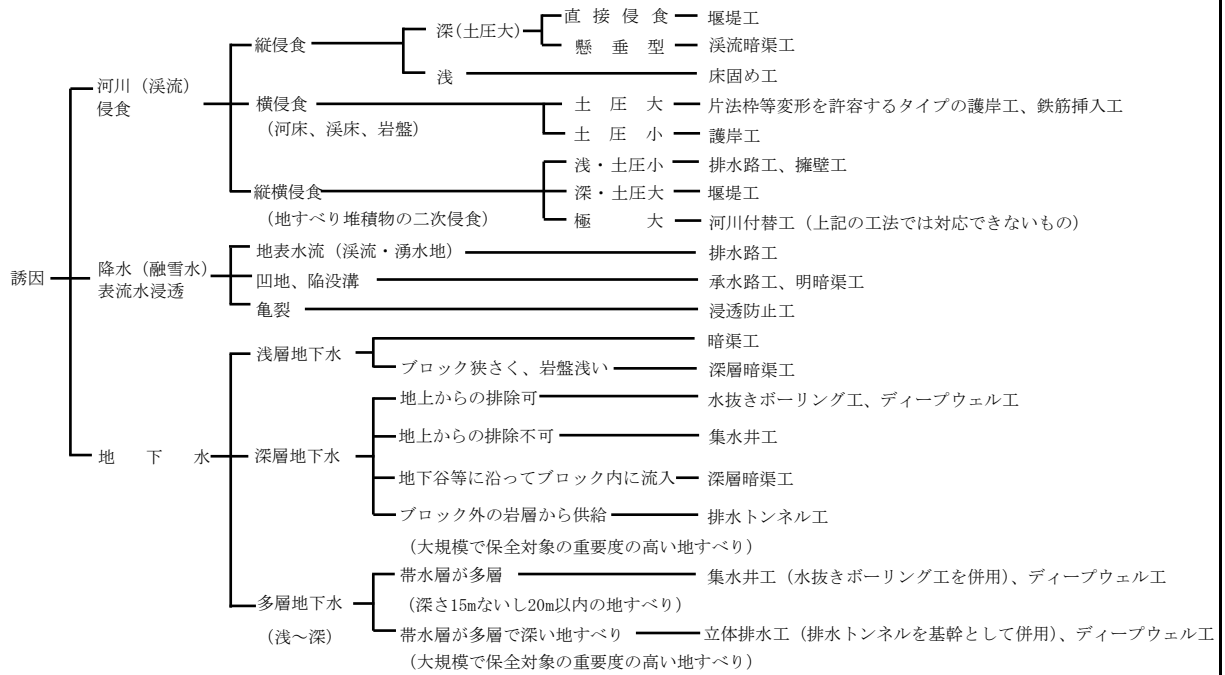 直接侵食 堰堤工
深(土圧大)
縦侵食 懸垂型 渓流暗渠工
浅 床固め工
河川（渓流）
侵食
横侵食 土圧大 片法枠等変形を許容するタイプの護岸工、鉄筋挿入工
（河床、渓床、岩盤） 土圧小 護岸工
浅・土圧小 排水路工、擁壁工
縦横侵食 深・土圧大 堰堤工
（地すべり堆積物の二次侵食） 極大 河川付替工（上記の工法では対応できないもの）
地表水流（渓流・湧水地） 排水路工
誘因 降水（融雪水）
表流水浸透
凹地、陥没溝 承水路工、明暗渠工
亀裂 浸透防止工
暗渠工
浅層地下水
ブロック狭さく、岩盤浅い 深層暗渠工
地上からの排除可 水抜きボーリング工、ディープウェル工
地上からの排除不可 集水井工
地下水 深層地下水
地下谷等に沿ってブロック内に流入 深層暗渠工
ブロック外の岩層から供給 排水トンネル工
（大規模で保全対象の重要度の高い地すべり）
帯水層が多層 集水井工（水抜きボーリング工を併用）、ディープウェル工
多層地下水 （深さ15mないし20m以内の地すべり）
（浅～深） 帯水層が多層で深い地すべり 立体排水工（排水トンネルを基幹として併用）、ディープウェル工
（大規模で保全対象の重要度の高い地すべり）